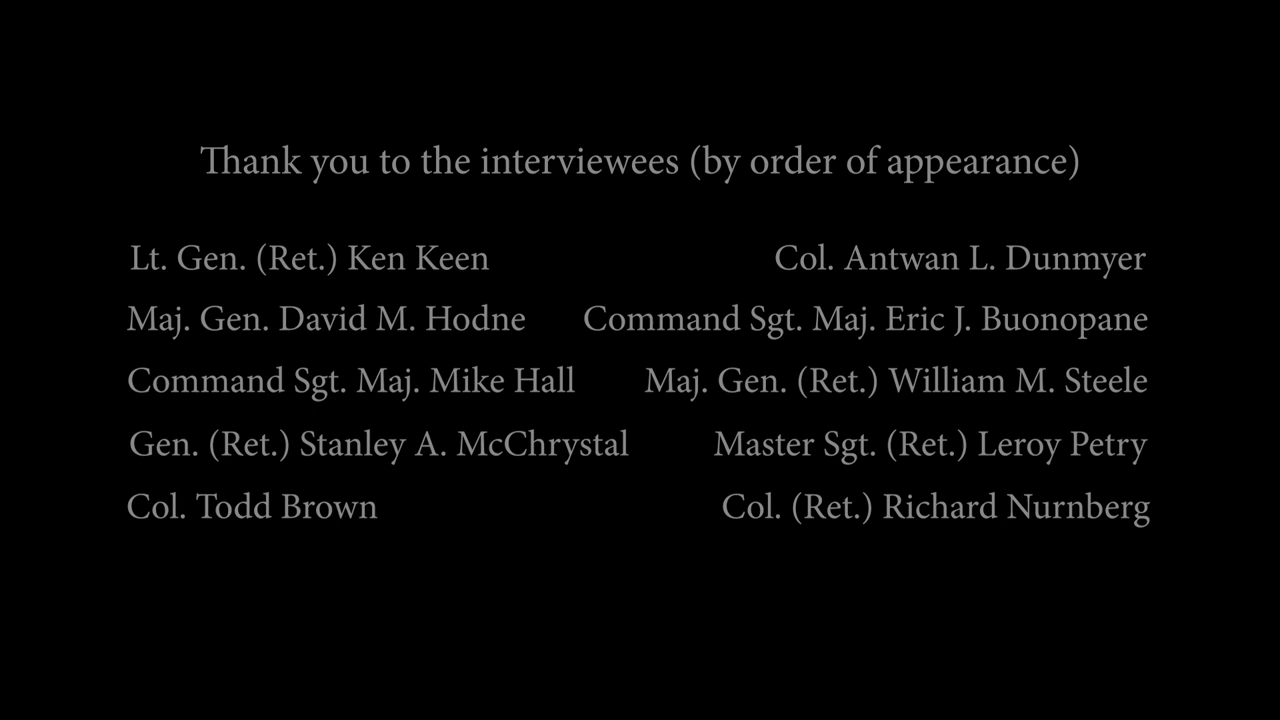 Thank you to the interviewees (by order of appearance)
Lt. Gen. (Ret.) Ken Keen
Maj. Gen. David M. Hodne
Command Sgt. Maj. Mike Hall
Gen. (Ret.) Stanley A. McChrystal
Col. Todd Brown
Col. Antwan L. Dunmyer
Command Sgt. Maj. Eric J. Buonopane
Maj. Gen. (Ret.) William M. Steele
Master Sgt. (Ret.) Leroy Petry
Col. (Ret.) Richard Nurnberg